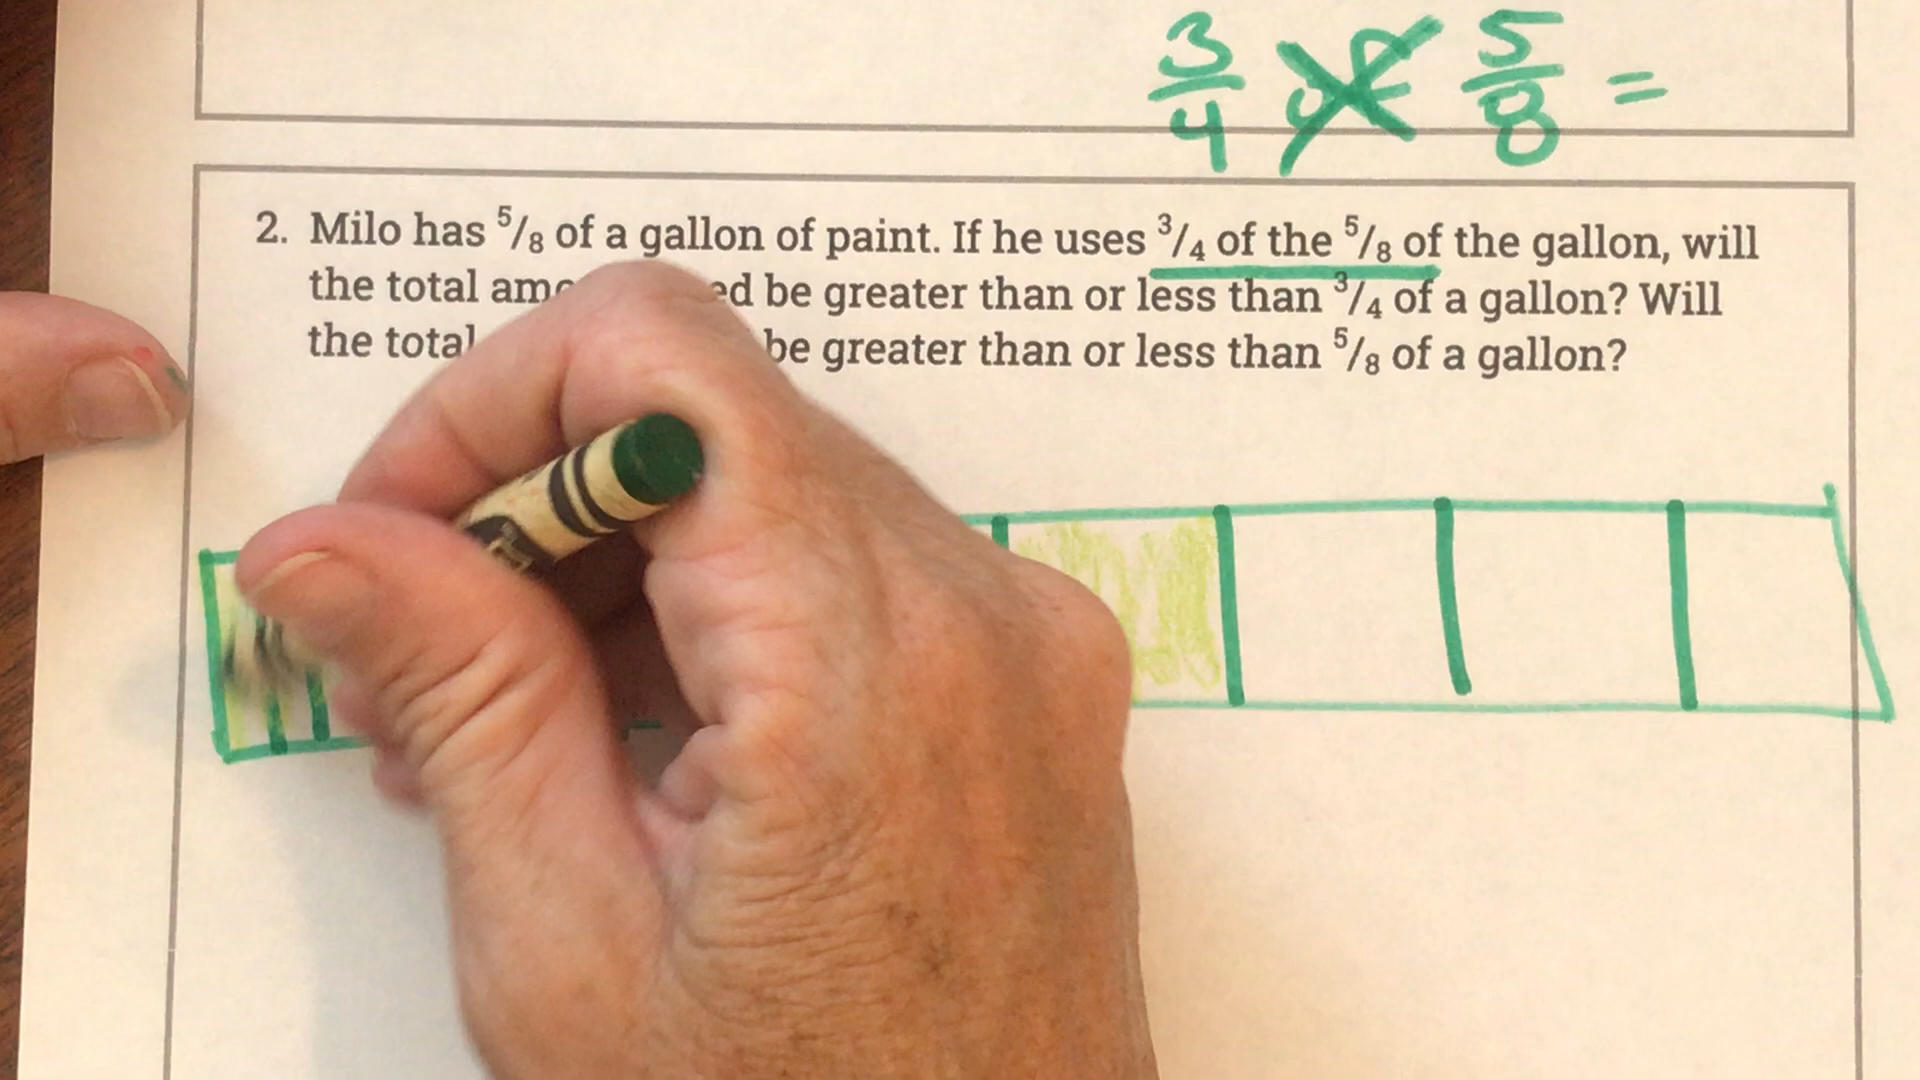 3/4 of × 5/8 =
2. Milo has 5/8 of a gallon of paint. If he uses 3/4 of the 5/8 of the gallon, will
the total be greater than or less than 3/4 of a gallon? Will
the total be greater than or less than 5/8 of a gallon?